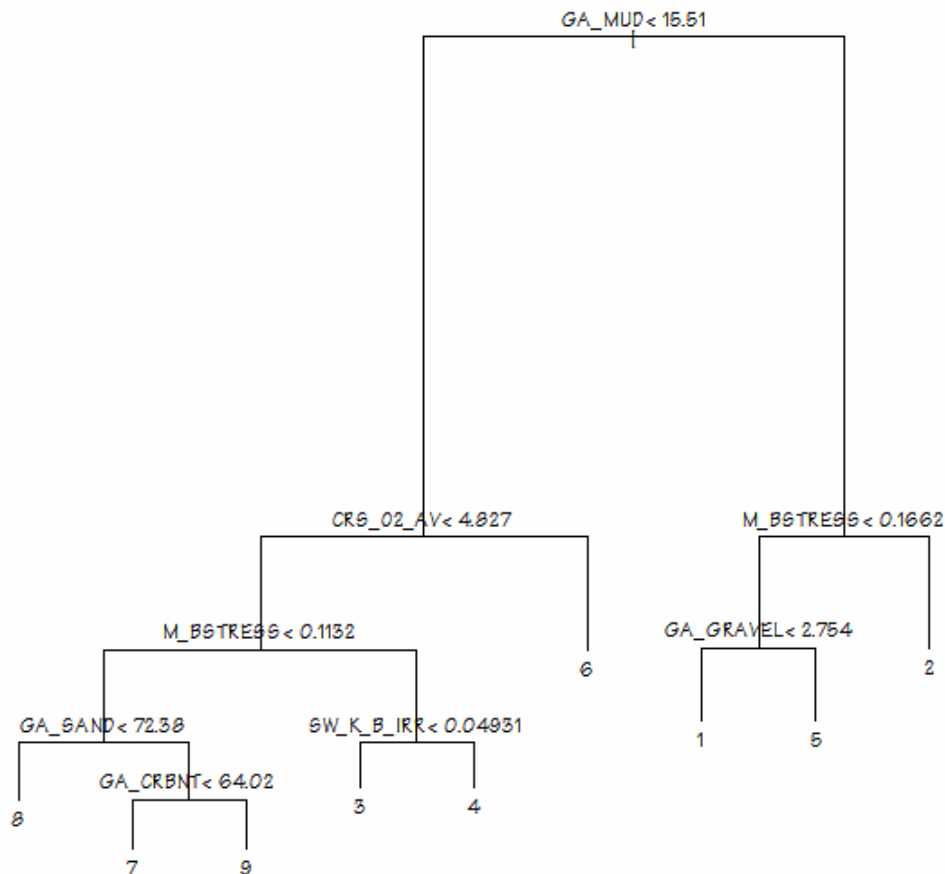 GA_MUD< 15.51
CRS_02_AV< 4.827
M_BSTRESS< 0.1662
M_BSTRESS< 0.1132
GA_GRAVEL< 2.754
6
2
GA_SAND< 72.38
SW_K_B_IRR< 0.04931
1
5
GA_CRBNT< 64.02
8
3
4
7
9